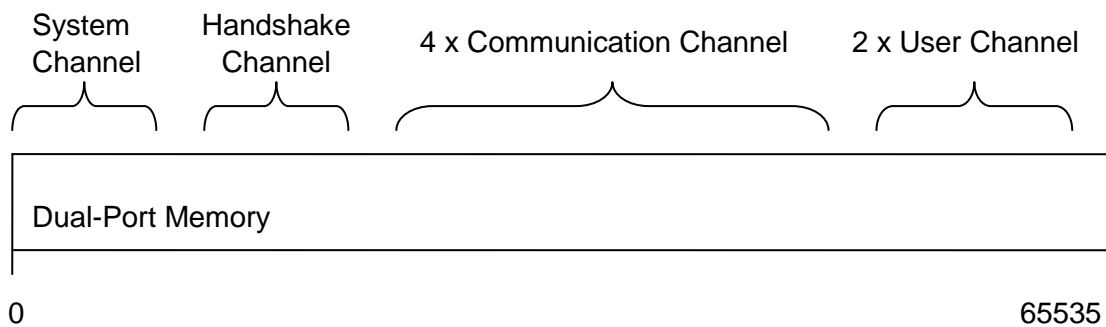 System
Channel
Handshake
Channel
4 x Communication Channel
2 x User Channel
Dual-Port Memory
0
65535